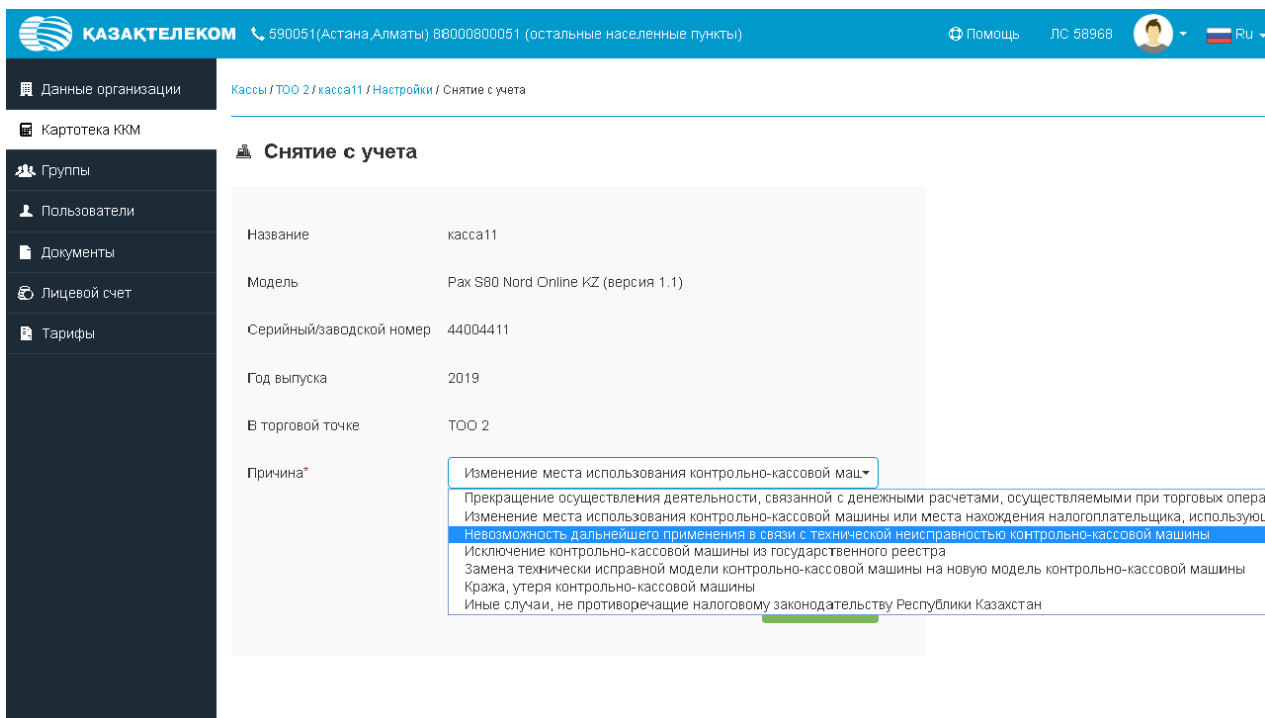 ҚАЗАҚТЕЛЕКОМ 590051(Астана,Алматы) 88000800051 (остальные населенные пункты) Помощь ЛС 58968 Ru
Данные организации
Картотека ККМ
Группы
Пользователи
Документы
Лицевой счет
Тарифы
Кассы / ТОО 2 / касса11 / Настройки / Снятие с учета
Снятие с учета
Название касса11
Модель Pax S80 Nord Online KZ (версия 1.1)
Серийный/заводской номер 44004411
Год выпуска 2019
В торговой точке ТОО 2
Причина* Изменение места использования контрольно-кассовой маш
Прекращение осуществления деятельности, связанной с денежными расчетами, осуществляемыми при торговых опера
Изменение места использования контрольно-кассовой машины или места нахождения налогоплательщика, использующ
Невозможность дальнейшего применения в связи с технической неисправностью контрольно-кассовой машины
Исключение контрольно-кассовой машины из государственного реестра
Замена технически исправной модели контрольно-кассовой машины на новую модель контрольно-кассовой машины
Кража, утеря контрольно-кассовой машины
Иные случаи, не противоречащие налоговому законодательству Республики Казахстан